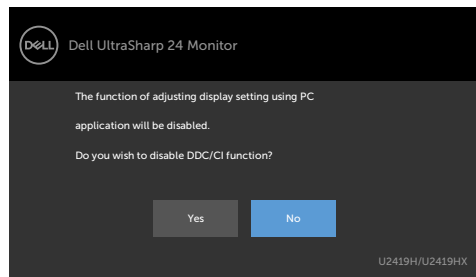 DELL
Dell UltraSharp 24 Monitor
The function of adjusting display setting using PC
application will be disabled.
Do you wish to disable DDC/CI function?
Yes
No
U2419H/U2419HX